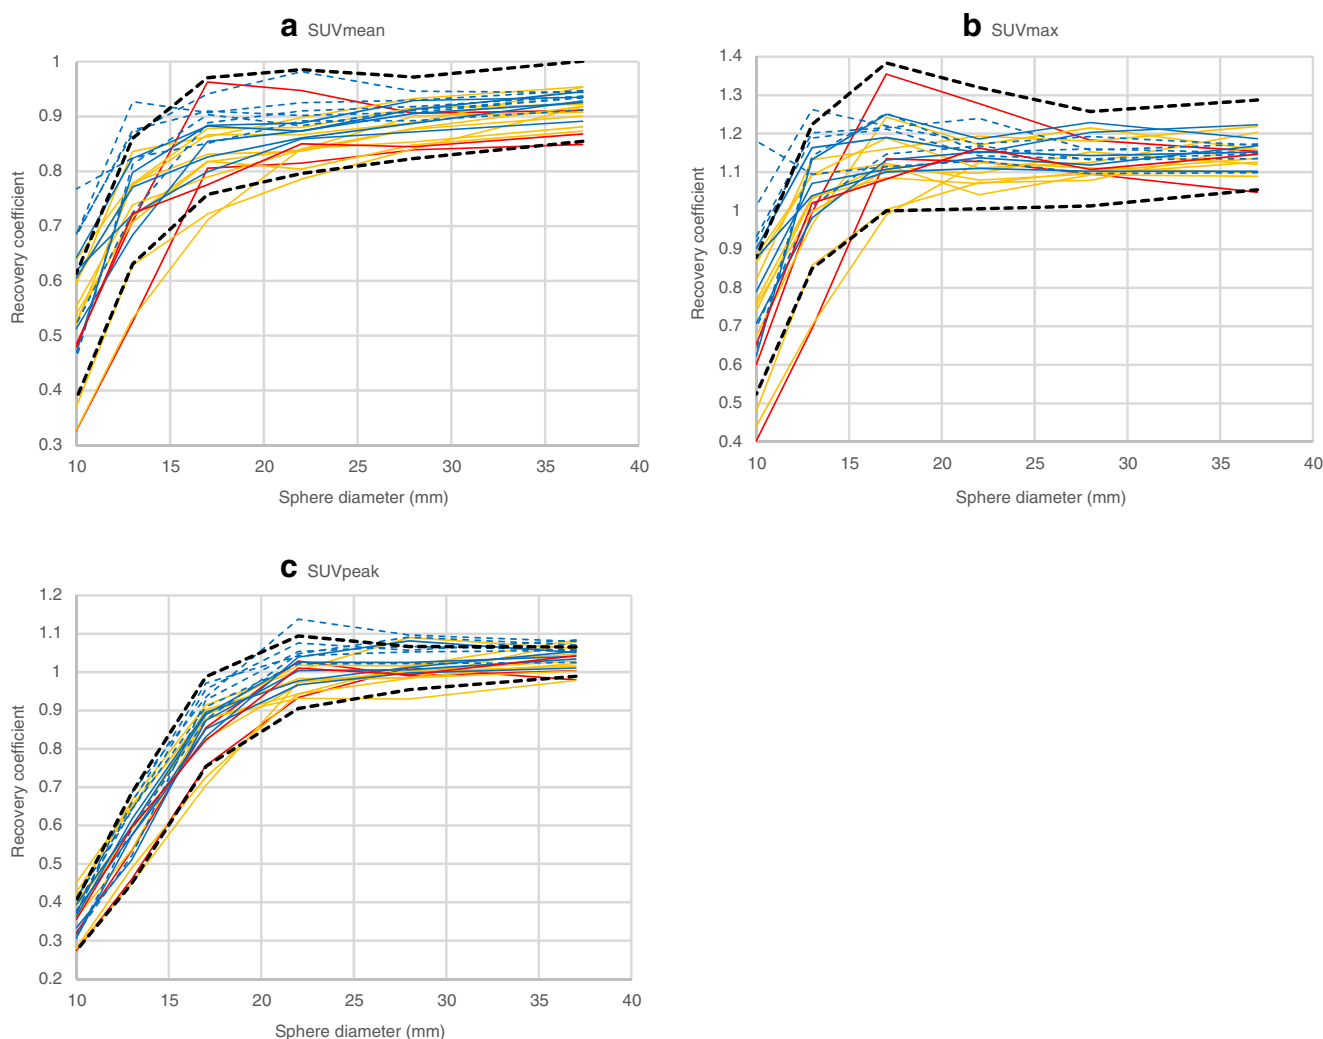 a SUVmean
1
0.9
0.8
0.7
0.6
0.5
0.4
0.3
Recovery coefficient
10 15 20 25 30 35 40
Sphere diameter (mm)
b SUVmax
1.4
1.3
1.2
1.1
1
0.9
0.8
0.7
0.6
0.5
0.4
Recovery coefficient
10 15 20 25 30 35 40
Sphere diameter (mm)
c SUVpeak
1.2
1.1
1
0.9
0.8
0.7
0.6
0.5
0.4
0.3
0.2
Recovery coefficient
10 15 20 25 30 35 40
Sphere diameter (mm)